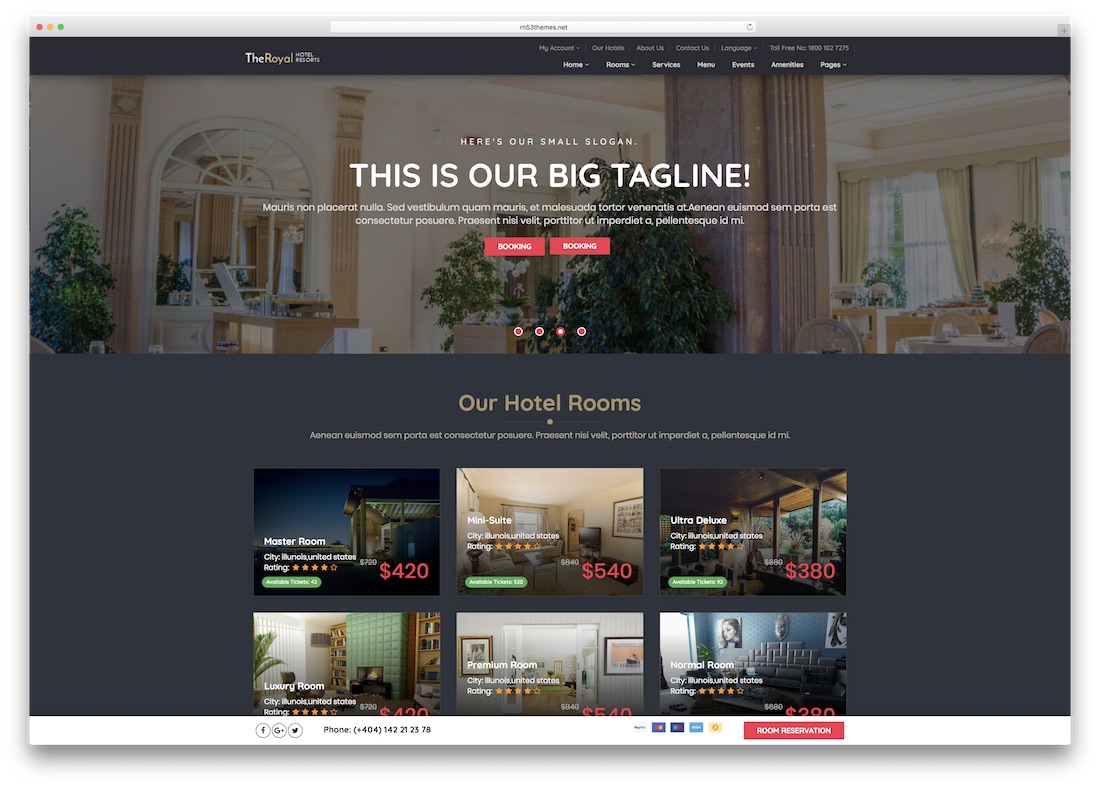 rn53themes.net
My Account
Our Hotels
About Us
Contact Us
Language
Toll Free No: 1800 102 7275
TheRoyal HOTEL RESORTS
Home
Rooms
Services
Menu
Events
Amenities
Pages
HERE'S OUR SMALL SLOGAN.
THIS IS OUR BIG TAGLINE!
Mauris non placerat nulla. Sed vestibulum quam mauris, et malesuada tortor venenatis at.Aenean euismod sem porta est
consectetur posuere. Praesent nisi velit, porttitor ut imperdiet a, pellentesque id mi.
BOOKING
BOOKING
Our Hotel Rooms
Aenean euismod sem porta est consectetur posuere. Praesent nisi velit, porttitor ut imperdiet a, pellentesque id mi.
Master Room
City: illunois,united states
Rating:
$720
$420
Available Tickets: 42
Mini-Suite
City: illunois,united states
Rating:
$840
$540
Available Tickets: 520
Ultra Deluxe
City: illunois,united states
Rating:
$680
$380
Available Tickets: 92
Luxury Room
City: illunois,united states
Rating:
$720
$420
Premium Room
City: illunois,united states
Rating:
$840
$540
Normal Room
City: illunois,united states
Rating:
$680
$380
f
G+
Phone: (+404) 142 21 23 78
PayPal
ROOM RESERVATION